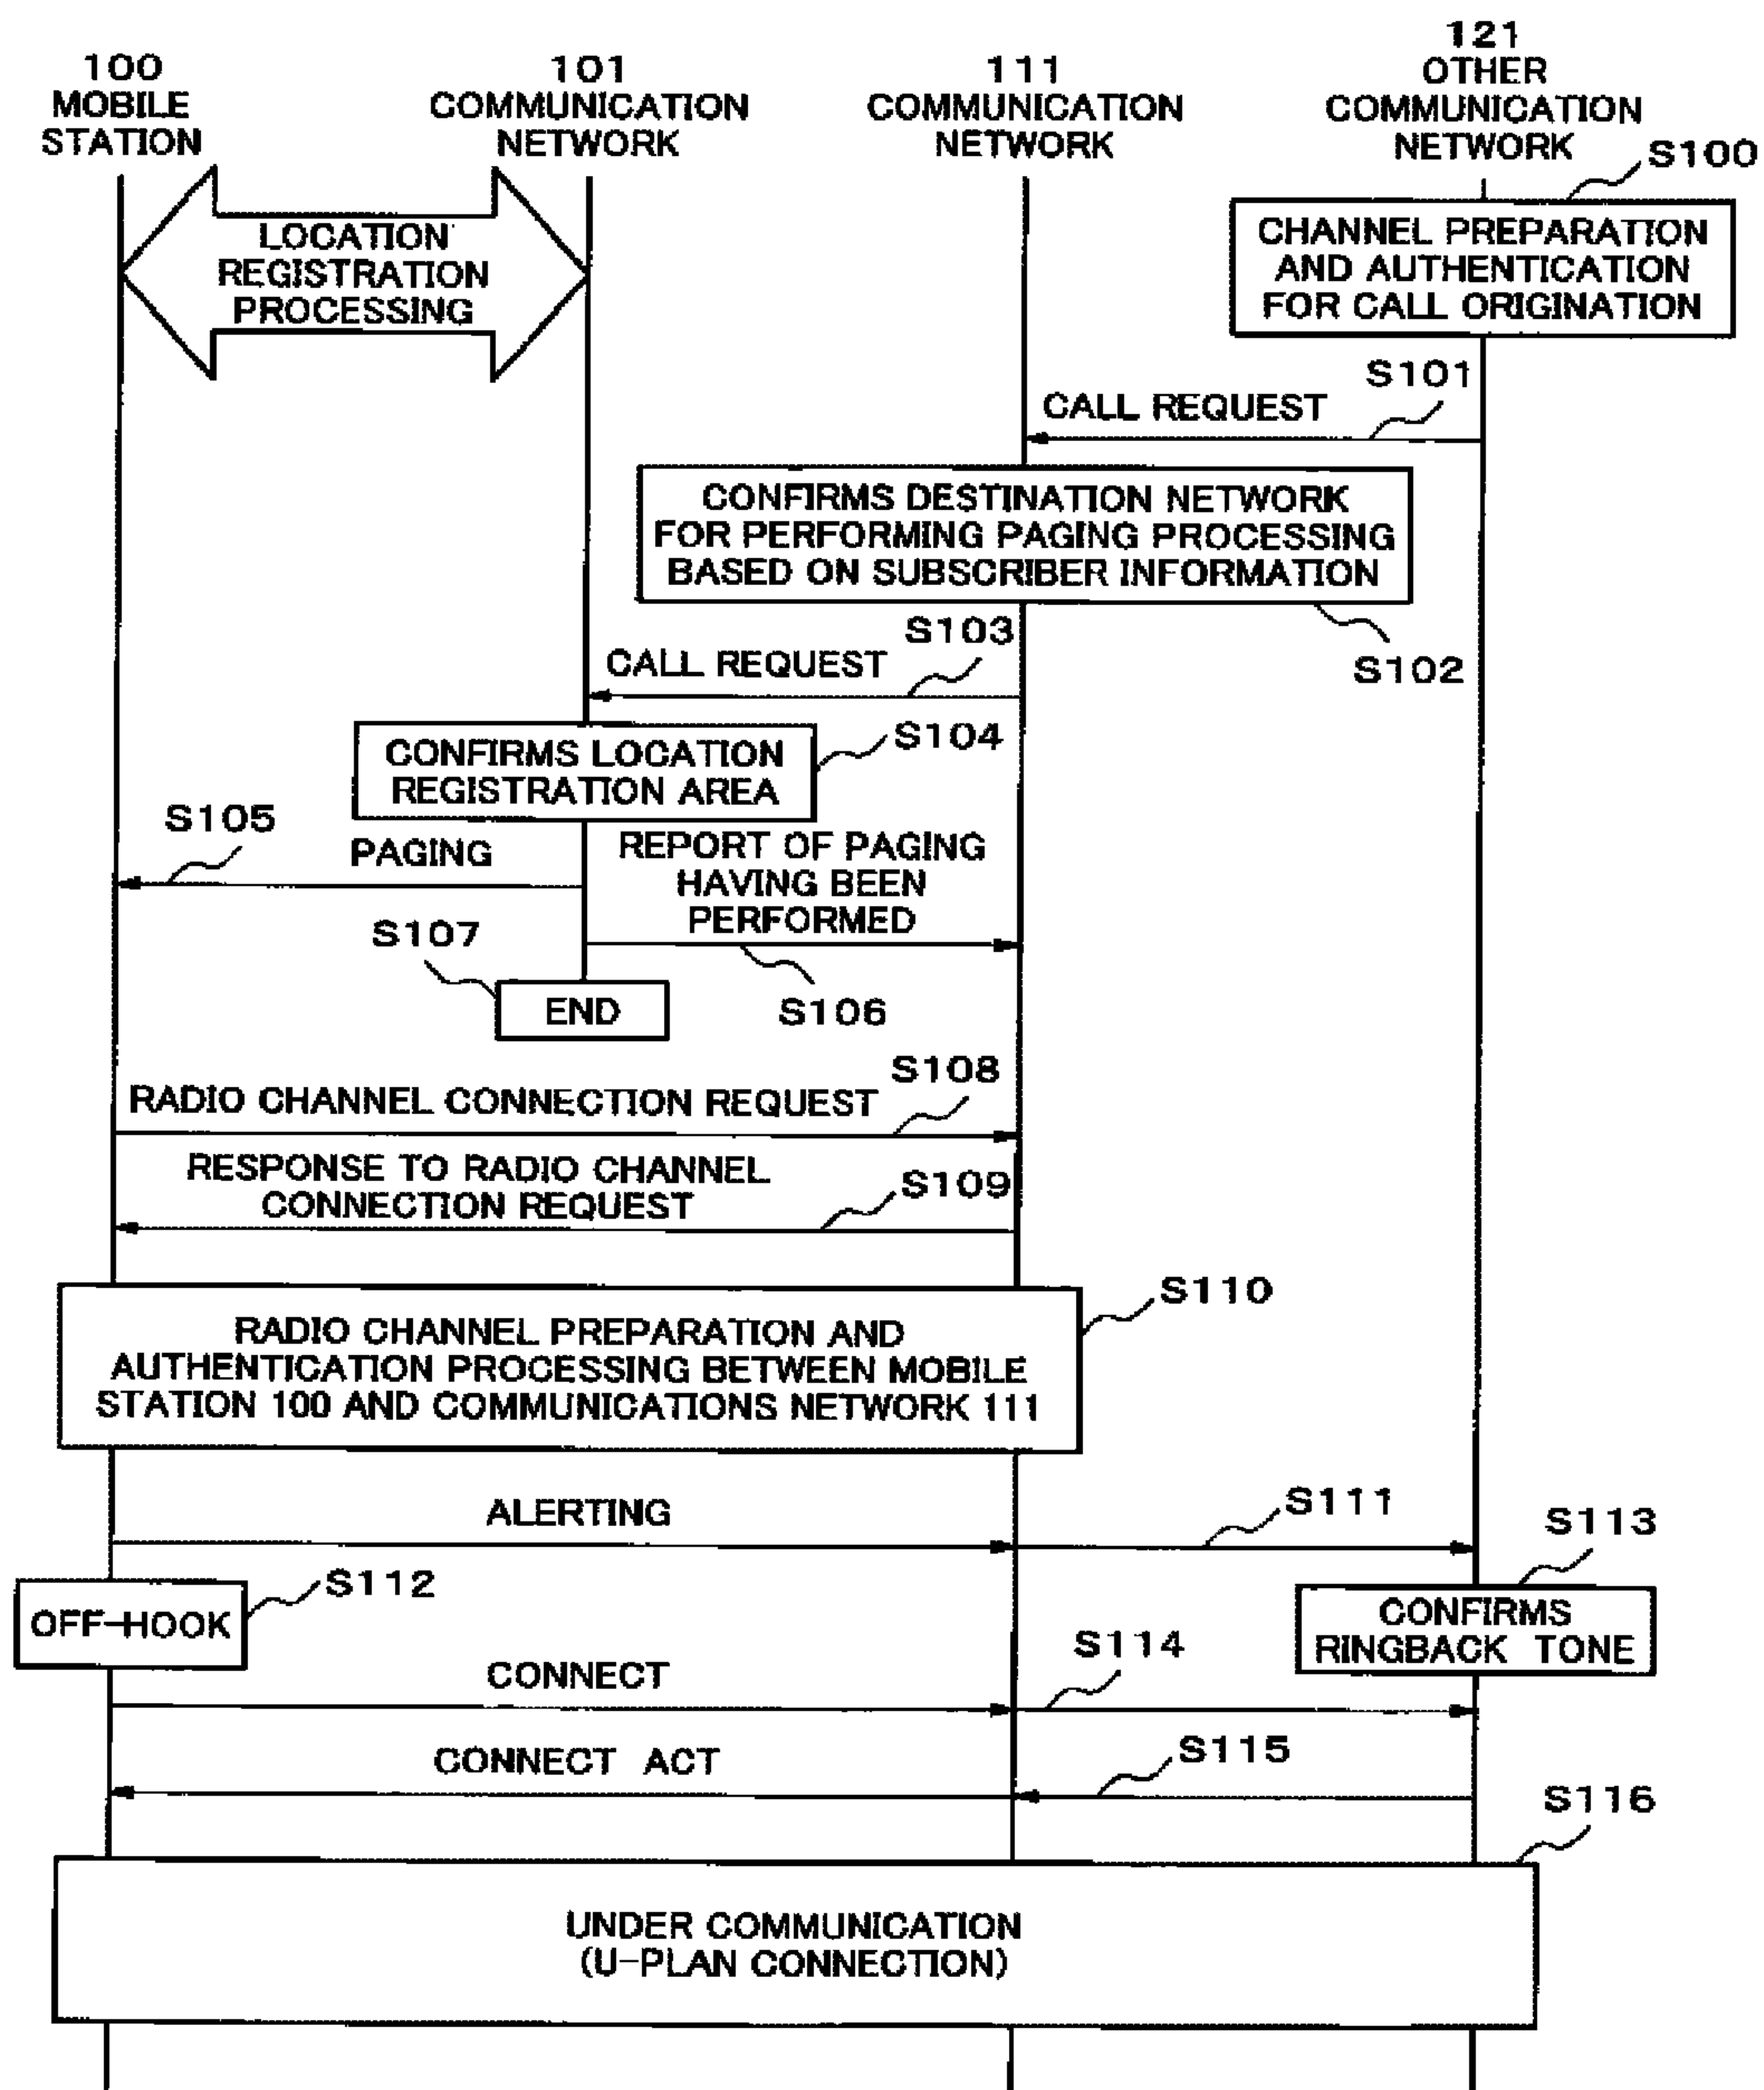 100
MOBILE
STATION
101
COMMUNICATION
NETWORK
111
COMMUNICATION
NETWORK
121
OTHER
COMMUNICATION
NETWORK
S100
LOCATION
REGISTRATION
PROCESSING
CHANNEL PREPARATION
AND AUTHENTICATION
FOR CALL ORIGINATION
S101
CALL REQUEST
CONFIRMS DESTINATION NETWORK
FOR PERFORMING PAGING PROCESSING
BASED ON SUBSCRIBER INFORMATION
S102
S103
CALL REQUEST
CONFIRMS LOCATION
REGISTRATION AREA
S104
S105
PAGING
REPORT OF PAGING
HAVING BEEN
PERFORMED
S107
END
S106
S108
RADIO CHANNEL CONNECTION REQUEST
RESPONSE TO RADIO CHANNEL
CONNECTION REQUEST
S109
S110
RADIO CHANNEL PREPARATION AND
AUTHENTICATION PROCESSING BETWEEN MOBILE
STATION 100 AND COMMUNICATIONS NETWORK 111
ALERTING
S111
S113
S112
OFF-HOOK
CONFIRMS
RINGBACK TONE
CONNECT
S114
CONNECT ACT
S115
S116
UNDER COMMUNICATION
(U-PLAN CONNECTION)